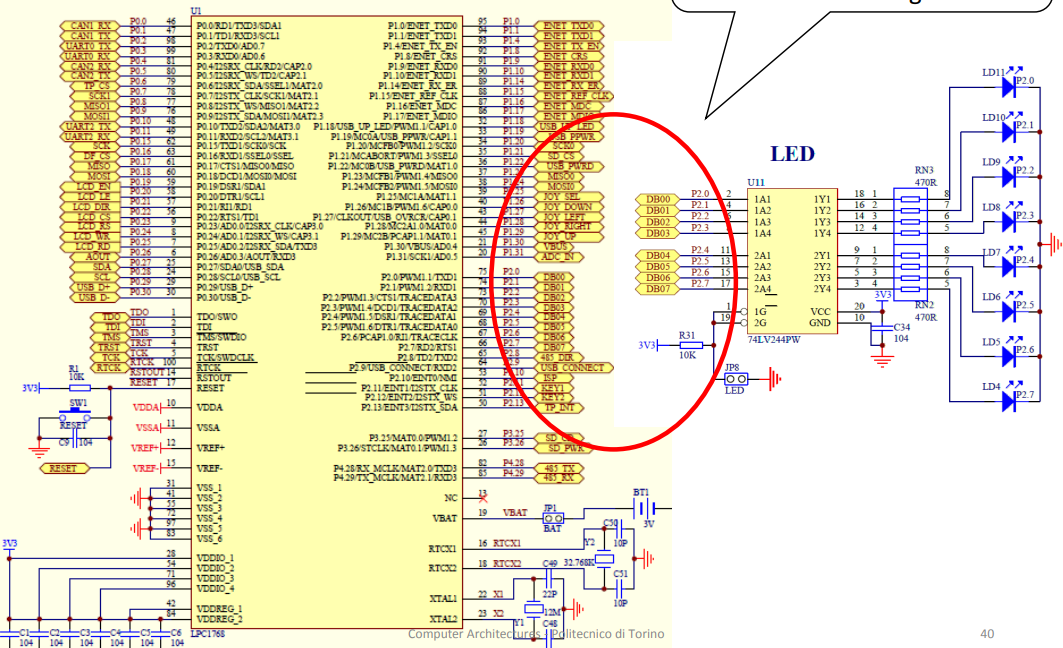 U1
CAN1_RX P0.0 46 P0.0/RD1/TXD3/SDA1
CAN1_TX P0.1 47 P0.1/TD1/RXD3/SCL1
UART0_TX P0.2 98 P0.2/TXD0/AD0.7
UART0_RX P0.3 99 P0.3/RXD0/AD0.6
CAN2_RX P0.4 81 P0.4/I2SRX_CLK/RD2/CAP2.0
CAN2_TX P0.5 80 P0.5/I2SRX_WS/TD2/CAP2.1
TP_CS P0.6 79 P0.6/I2SRX_SDA/SSEL1/MAT2.0
SCK1 P0.7 78 P0.7/I2STX_CLK/SCK1/MAT2.1
MISO1 P0.8 77 P0.8/I2STX_WS/MISO1/MAT2.2
MOSI1 P0.9 76 P0.9/I2STX_SDA/MOSI1/MAT2.3
UART2_TX P0.10 48 P0.10/TXD2/SDA2/MAT3.0
UART2_RX P0.11 49 P0.11/RXD2/SCL2/MAT3.1
SCK P0.15 62 P0.15/TXD1/SCK0/SCK
DF_CS P0.16 63 P0.16/RXD1/SSEL0/SSEL
MISO P0.17 61 P0.17/CTS1/MISO0/MISO
MOSI P0.18 60 P0.18/DCD1/MOSI0/MOSI
LCD_EN P0.19 59 P0.19/DSR1/SDA1
LCD_LE P0.20 58 P0.20/DTR1/SCL1
LCD_DIR P0.21 57 P0.21/RI1/RD1
LCD_CS P0.22 56 P0.22/RTS1/TD1
LCD_RS P0.23 9 P0.23/AD0.0/I2SRX_CLK/CAP3.0
LCD_WR P0.24 8 P0.24/AD0.1/I2SRX_WS/CAP3.1
LCD_RD P0.25 7 P0.25/AD0.2/I2SRX_SDA/TXD3
AOUT P0.26 6 P0.26/AD0.3/AOUT/RXD3
SDA P0.27 25 P0.27/SDA0/USB_SDA
SCL P0.28 24 P0.28/SCL0/USB_SCL
USB_D+ P0.29 29 P0.29/USB_D+
USB_D- P0.30 30 P0.30/USB_D-
TDO TDO 1 TDO/SWO
TDI TDI 2 TDI
TMS TMS 3 TMS/SWDIO
TRST TRST 4 TRST
TCK TCK 5 TCK/SWDCLK
RTCK RTCK 100 RTCK
RSTOUT 14 RSTOUT
RESET 17 RESET
R1
10K
3V3
SW1
RESET
C9 104
RESET
VDDA 10 VDDA
VSSA 11 VSSA
VREF+ 12 VREF+
VREF- 15 VREF-
31 VSS_1
41 VSS_2
55 VSS_3
72 VSS_4
97 VSS_5
83 VSS_6
3V3
28 VDDIO_1
54 VDDIO_2
71 VDDIO_3
96 VDDIO_4
42 VDDREG_1
84 VDDREG_2
C1 C2 C3 C4 C5 C6
104 104 104 104 104 104
LPC1768
P1.0/ENET_TXD0 95 P1.0 ENET_TXD0
P1.1/ENET_TXD1 94 P1.1 ENET_TXD1
P1.4/ENET_TX_EN 93 P1.4 ENET_TX_EN
P1.8/ENET_CRS 92 P1.8 ENET_CRS
P1.9/ENET_RXD0 91 P1.9 ENET_RXD0
P1.10/ENET_RXD1 90 P1.10 ENET_RXD1
P1.14/ENET_RX_ER 89 P1.14 ENET_RX_ER
P1.15/ENET_REF_CLK 88 P1.15 ENET_REF_CLK
P1.16/ENET_MDC 87 P1.16 ENET_MDC
P1.17/ENET_MDIO 86 P1.17 ENET_MDIO
P1.18/USB_UP_LED/PWM1.1/CAP1.0 32 P1.18
P1.19/MC0A/USB_PPWR/CAP1.1 33 P1.19
P1.20/MCFB0/PWM1.2/SCK0 34 P1.20 SCK0
P1.21/MCABORT/PWM1.3/SSEL0 35 P1.21 SD_CS
P1.22/MC0B/USB_PWRD/MAT1.0 36 USB_PWRD
P1.23/MCFB1/PWM1.4/MISO0 37 MISO0
P1.24/MCFB2/PWM1.5/MOSI0 38 MOSI0
P1.25/MC1A/MAT1.1 39 JOY_SEL
P1.26/MC1B/PWM1.6/CAP0.0 40 JOY_DOWN
P1.27/CLKOUT/USB_OVRCR/CAP0.1 43 JOY_LEFT
P1.28/MC2A1.0/MAT0.0 44 P1.28 JOY_RIGHT
P1.29/MC2B/MAT0.1 45 P1.29 JOY_UP
P1.30/VBUS/AD0.4 21 P1.30 VBUS
P1.31/SCK1/AD0.5 20 P1.31 ADC_IN
P2.0/PWM1.1/TXD1 75 P2.0 DB00
P2.1/PWM1.2/RXD1 74 DB01
P2.2/PWM1.3/CTS1/TRACEDATA3 73 DB02
P2.3/PWM1.4/DCD1/TRACEDATA2 70 DB03
P2.4/PWM1.5/DSR1/TRACEDATA1 69 DB04
P2.5/PWM1.6/DTR1/TRACEDATA0 68 DB05
P2.6/PCAP1.0/RI1/TRACECLK 67 P2.6 DB06
P2.7/RD2/RTS1 66 P2.7 DB07
P2.8/TD2/TXD2 65 P2.8 485_DIR
P2.9/USB_CONNECT/RXD2 64 USB_CONNECT
P2.10/EINT0/NMI 53 ISP
P2.11/EINT1/I2STX_CLK 52 KEY1
P2.12/EINT2/I2STX_WS 51 KEY2
P2.13/EINT3/I2STX_SDA 50 P2.13 TP_INT
P3.25/MAT0.0/PWM1.2 27 P3.25
P3.26/STCLK/MAT0.1/PWM1.3 26 P3.26 SD_PWR
P4.28/RX_MCLK/MAT2.0/TXD3 82 P4.28 485_TX
P4.29/TX_MCLK/MAT2.1/RXD3 85 P4.29 485_RX
NC 13
VBAT 19 VBAT
JP1
BAT
BT1
3V
RTCX1 16 RTCX1
RTCX2 18 RTCX2
Y2
32.768K
C50
10P
C51
10P
XTAL1 22 X1
XTAL2 23 X2
C49
22P
Y1
12M
C48
LED
U11
DB00 P2.0 2 1A1 1Y1 18 1
DB01 P2.1 4 1A2 1Y2 16 2
DB02 P2.2 6 1A3 1Y3 14 3
DB03 P2.3 1A4 1Y4 12 4
DB04 P2.4 11 2A1 2Y1 9 1
DB05 P2.5 13 2A2 2Y2 7 2
DB06 P2.6 15 2A3 2Y3 5 3
DB07 P2.7 17 2A4 2Y4 3 4
1 1G VCC 20
19 2G GND 10
74LV244PW
RN3
470R
8
7
6
5
8
7
6
5
RN2
470R
3V3
C34
104
3V3
R31
10K
JP8
LED
LD11 P2.0
LD10 P2.1
LD9 P2.2
LD8 P2.3
LD7 P2.4
LD6 P2.5
LD5 P2.6
LD4 P2.7
Computer Architectures - Politecnico di Torino
40